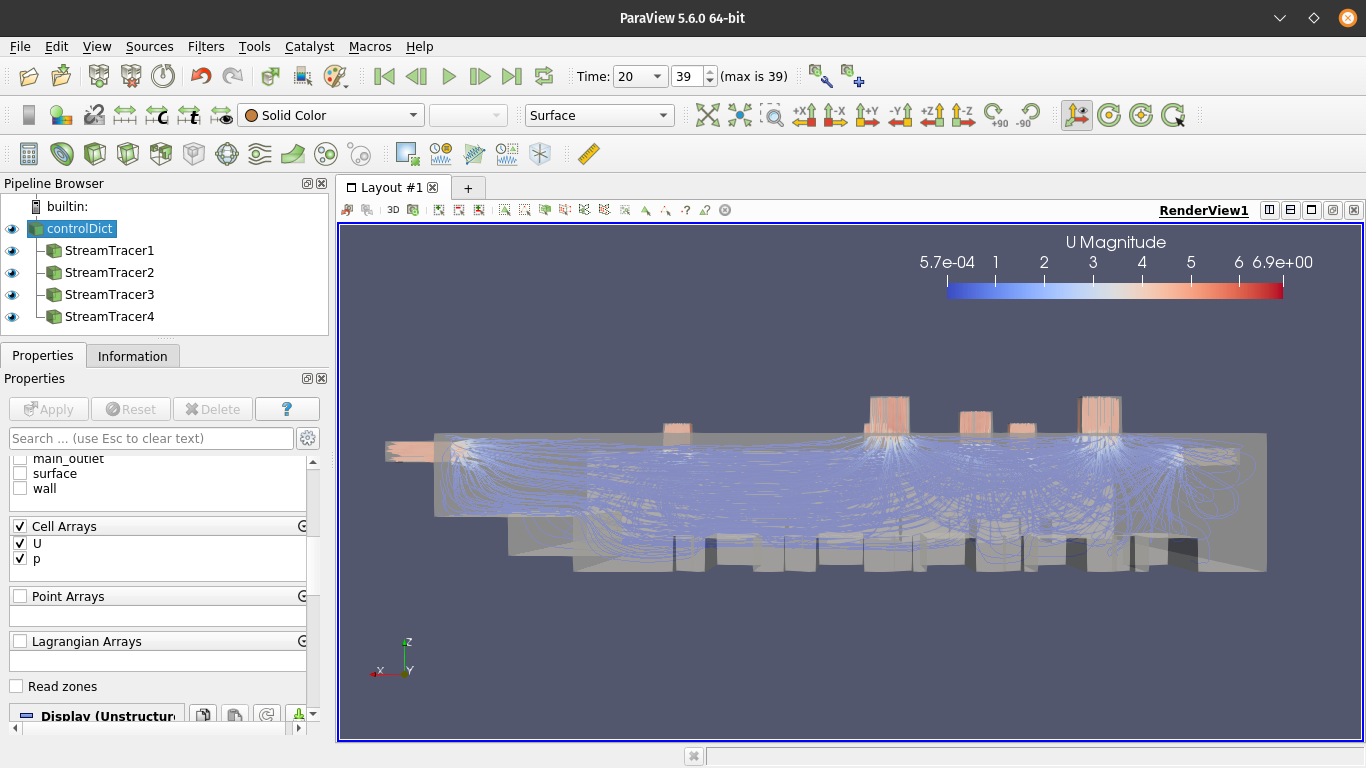 ParaView 5.6.0 64-bit
File Edit View Sources Filters Tools Catalyst Macros Help
Time: 20 39 (max is 39)
Solid Color Surface +X -X +Y -Y +Z -Z +90 -90
Pipeline Browser
builtin:
controlDict
StreamTracer1
StreamTracer2
StreamTracer3
StreamTracer4
Properties Information
Properties
Apply Reset Delete ?
Search ... (use Esc to clear text)
main_outlet
surface
wall
Cell Arrays
U
p
Point Arrays
Lagrangian Arrays
Read zones
Display (Unstructur
Layout #1 +
3D RenderView1
U Magnitude
5.7e-04 1 2 3 4 5 6 6.9e+00
Z
X Y